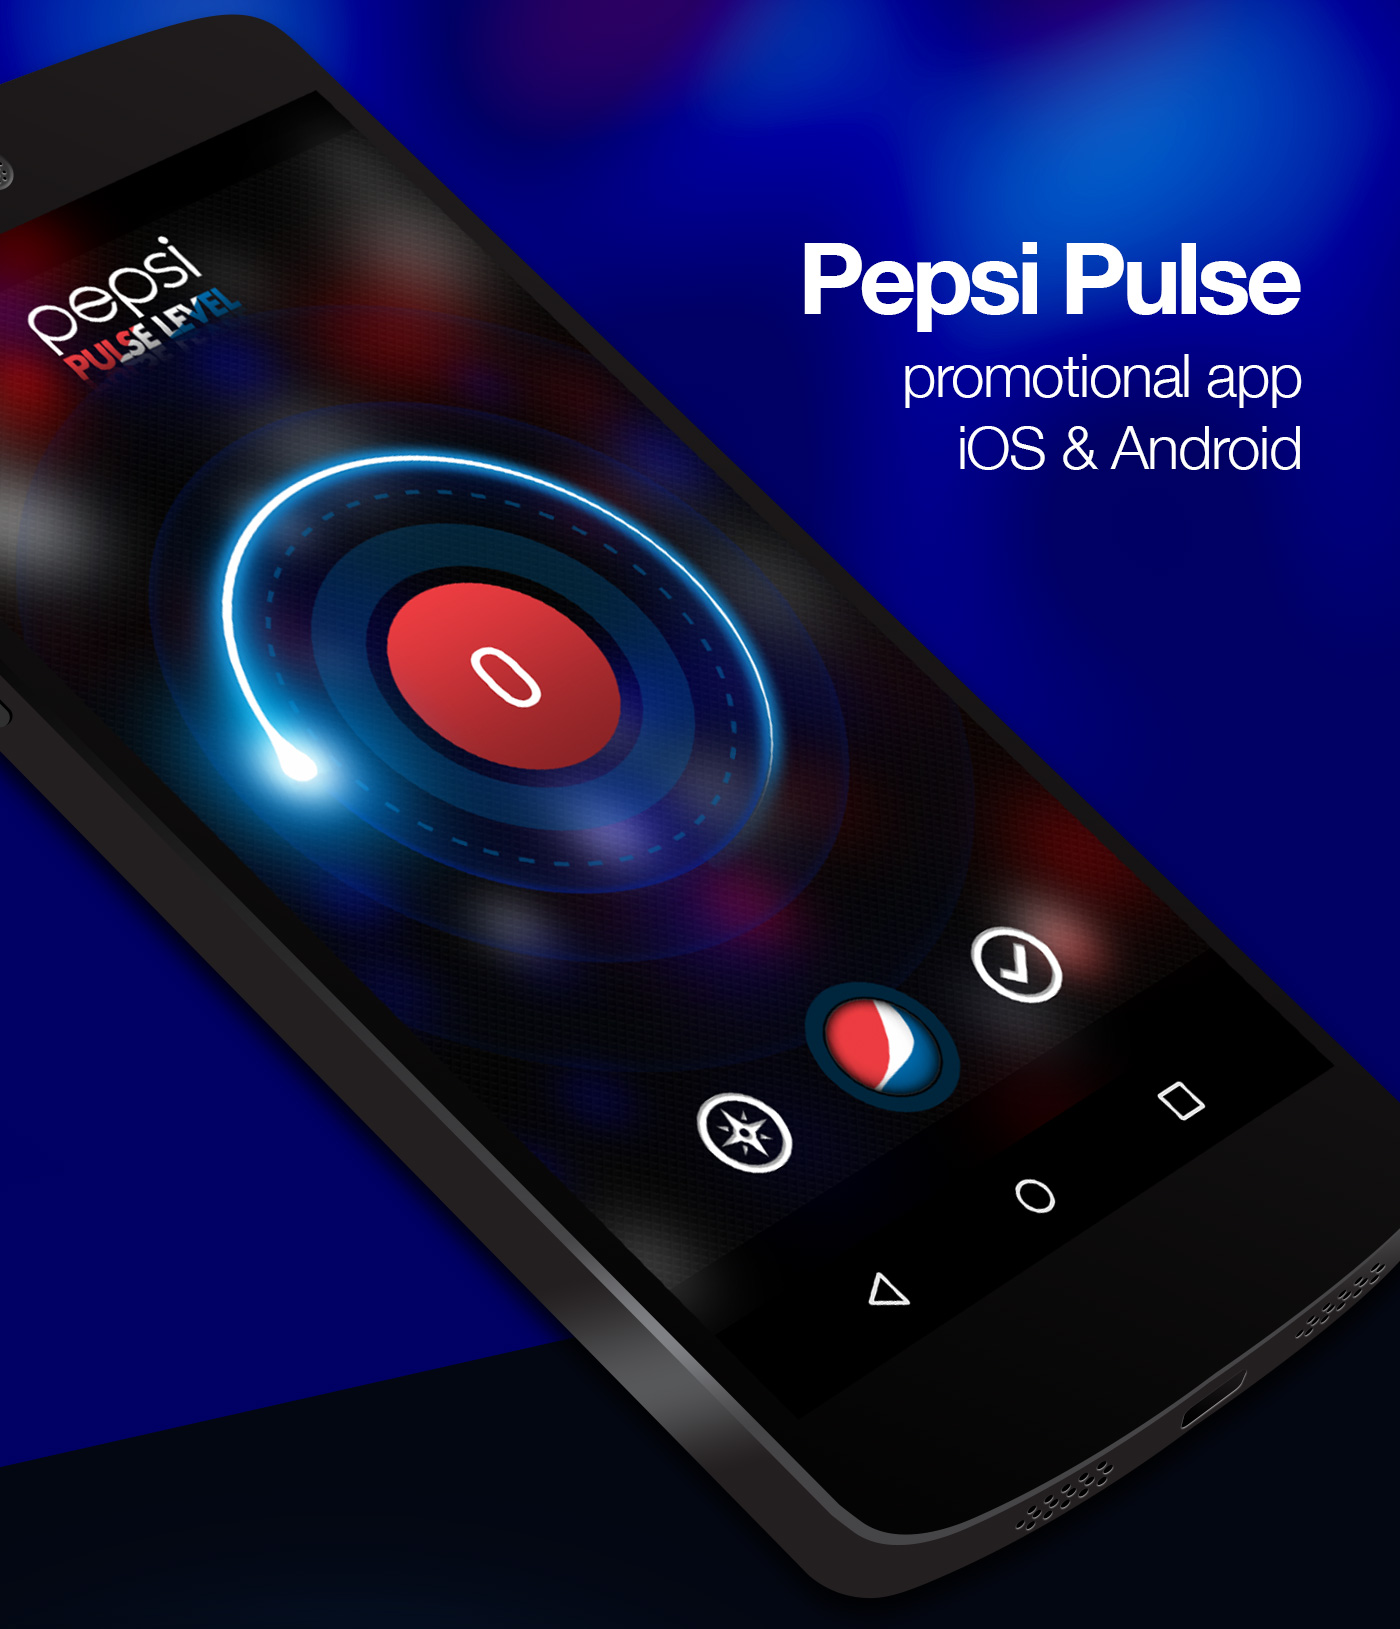 Pepsi Pulse
promotional app
iOS & Android
pepsi
PULSE LEVEL
0